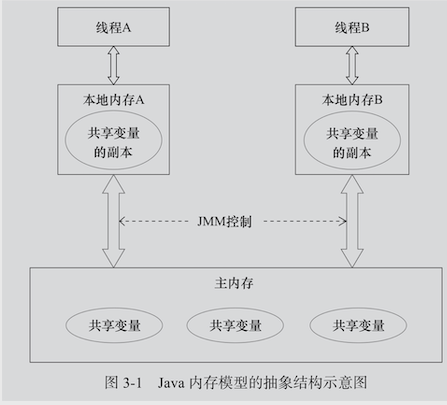 线程A
线程B
本地内存A
共享变量
的副本
本地内存B
共享变量
的副本
JMM控制
主内存
共享变量
共享变量
共享变量
图 3-1 Java 内存模型的抽象结构示意图